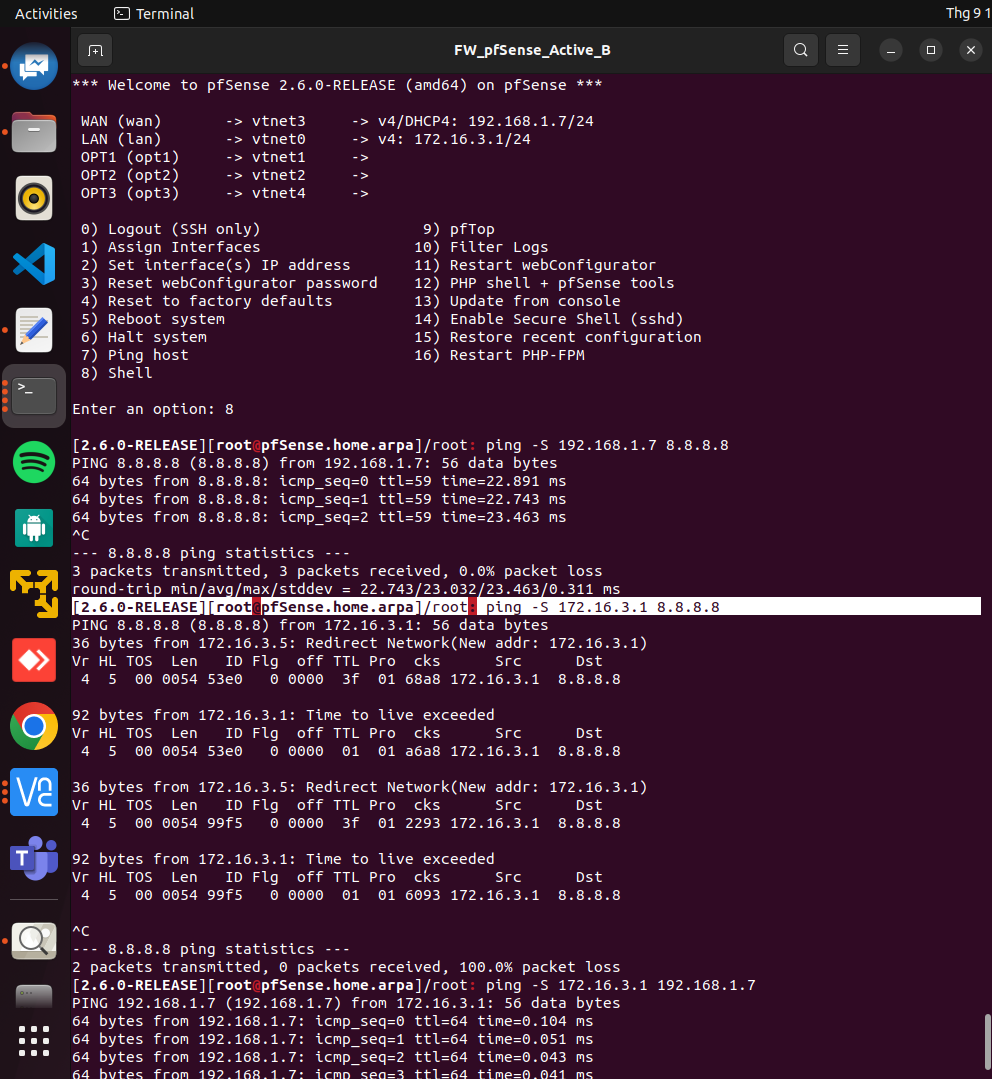 Activities
Terminal
Thg 9 1
FW_pfSense_Active_B
*** Welcome to pfSense 2.6.0-RELEASE (amd64) on pfSense ***
WAN (wan)       -> vtnet3     -> v4/DHCP4: 192.168.1.7/24
LAN (lan)       -> vtnet0     -> v4: 172.16.3.1/24
OPT1 (opt1)     -> vtnet1     ->
OPT2 (opt2)     -> vtnet2     ->
OPT3 (opt3)     -> vtnet4     ->
0) Logout (SSH only)                  9) pfTop
1) Assign Interfaces                 10) Filter Logs
2) Set interface(s) IP address       11) Restart webConfigurator
3) Reset webConfigurator password    12) PHP shell + pfSense tools
4) Reset to factory defaults         13) Update from console
5) Reboot system                     14) Enable Secure Shell (sshd)
6) Halt system                       15) Restore recent configuration
7) Ping host                         16) Restart PHP-FPM
8) Shell
Enter an option: 8
[2.6.0-RELEASE][root@pfSense.home.arpa]/root: ping -S 192.168.1.7 8.8.8.8
PING 8.8.8.8 (8.8.8.8) from 192.168.1.7: 56 data bytes
64 bytes from 8.8.8.8: icmp_seq=0 ttl=59 time=22.891 ms
64 bytes from 8.8.8.8: icmp_seq=1 ttl=59 time=22.743 ms
64 bytes from 8.8.8.8: icmp_seq=2 ttl=59 time=23.463 ms
^C
--- 8.8.8.8 ping statistics ---
3 packets transmitted, 3 packets received, 0.0% packet loss
round-trip min/avg/max/stddev = 22.743/23.032/23.463/0.311 ms
[2.6.0-RELEASE][root@pfSense.home.arpa]/root: ping -S 172.16.3.1 8.8.8.8
PING 8.8.8.8 (8.8.8.8) from 172.16.3.1: 56 data bytes
36 bytes from 172.16.3.5: Redirect Network(New addr: 172.16.3.1)
Vr HL TOS  Len   ID Flg  off TTL Pro  cks      Src      Dst
4  5  00 0054 53e0   0 0000  3f  01 68a8 172.16.3.1  8.8.8.8
92 bytes from 172.16.3.1: Time to live exceeded
Vr HL TOS  Len   ID Flg  off TTL Pro  cks      Src      Dst
4  5  00 0054 53e0   0 0000  01  01 a6a8 172.16.3.1  8.8.8.8
36 bytes from 172.16.3.5: Redirect Network(New addr: 172.16.3.1)
Vr HL TOS  Len   ID Flg  off TTL Pro  cks      Src      Dst
4  5  00 0054 99f5   0 0000  3f  01 2293 172.16.3.1  8.8.8.8
92 bytes from 172.16.3.1: Time to live exceeded
Vr HL TOS  Len   ID Flg  off TTL Pro  cks      Src      Dst
4  5  00 0054 99f5   0 0000  01  01 6093 172.16.3.1  8.8.8.8
^C
--- 8.8.8.8 ping statistics ---
2 packets transmitted, 0 packets received, 100.0% packet loss
[2.6.0-RELEASE][root@pfSense.home.arpa]/root: ping -S 172.16.3.1 192.168.1.7
PING 192.168.1.7 (192.168.1.7) from 172.16.3.1: 56 data bytes
64 bytes from 192.168.1.7: icmp_seq=0 ttl=64 time=0.104 ms
64 bytes from 192.168.1.7: icmp_seq=1 ttl=64 time=0.051 ms
64 bytes from 192.168.1.7: icmp_seq=2 ttl=64 time=0.043 ms
64 bytes from 192.168.1.7: icmp_seq=3 ttl=64 time=0.041 ms